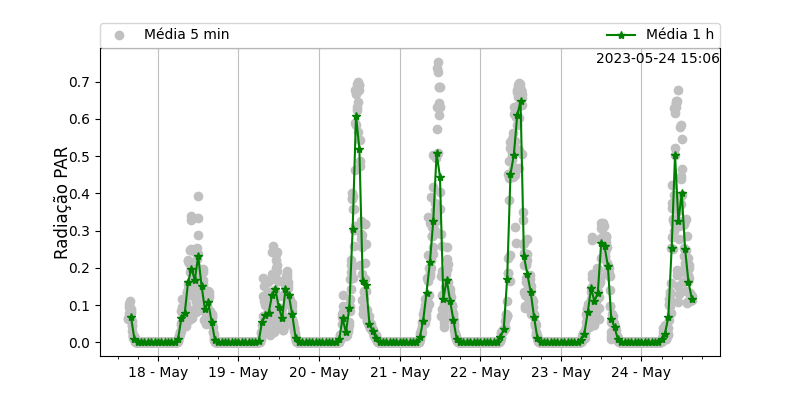 Média 5 min
Média 1 h
2023-05-24 15:06
Radiação PAR
0.7
0.6
0.5
0.4
0.3
0.2
0.1
0.0
18 - May
19 - May
20 - May
21 - May
22 - May
23 - May
24 - May